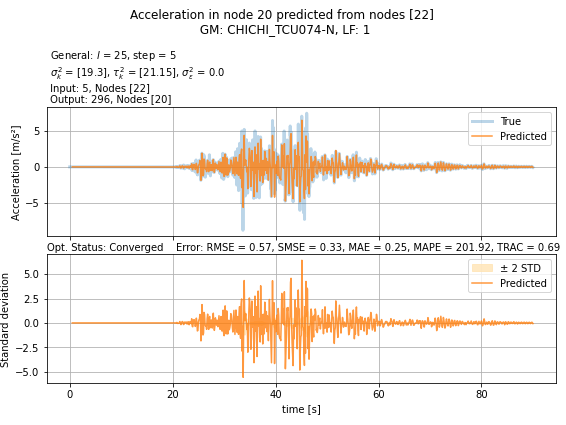 Acceleration in node 20 predicted from nodes [22]
GM: CHICHI_TCU074-N, LF: 1
General: l = 25, step = 5
σ²ₖ = [19.3], τ²ₖ = [21.15], σ²ε = 0.0
Input: 5, Nodes [22]
Output: 296, Nodes [20]
Acceleration [m/s²]
5
0
−5
True
Predicted
Opt. Status: Converged Error: RMSE = 0.57, SMSE = 0.33, MAE = 0.25, MAPE = 201.92, TRAC = 0.69
Standard deviation
5.0
2.5
0.0
−2.5
−5.0
± 2 STD
Predicted
0 20 40 60 80
time [s]